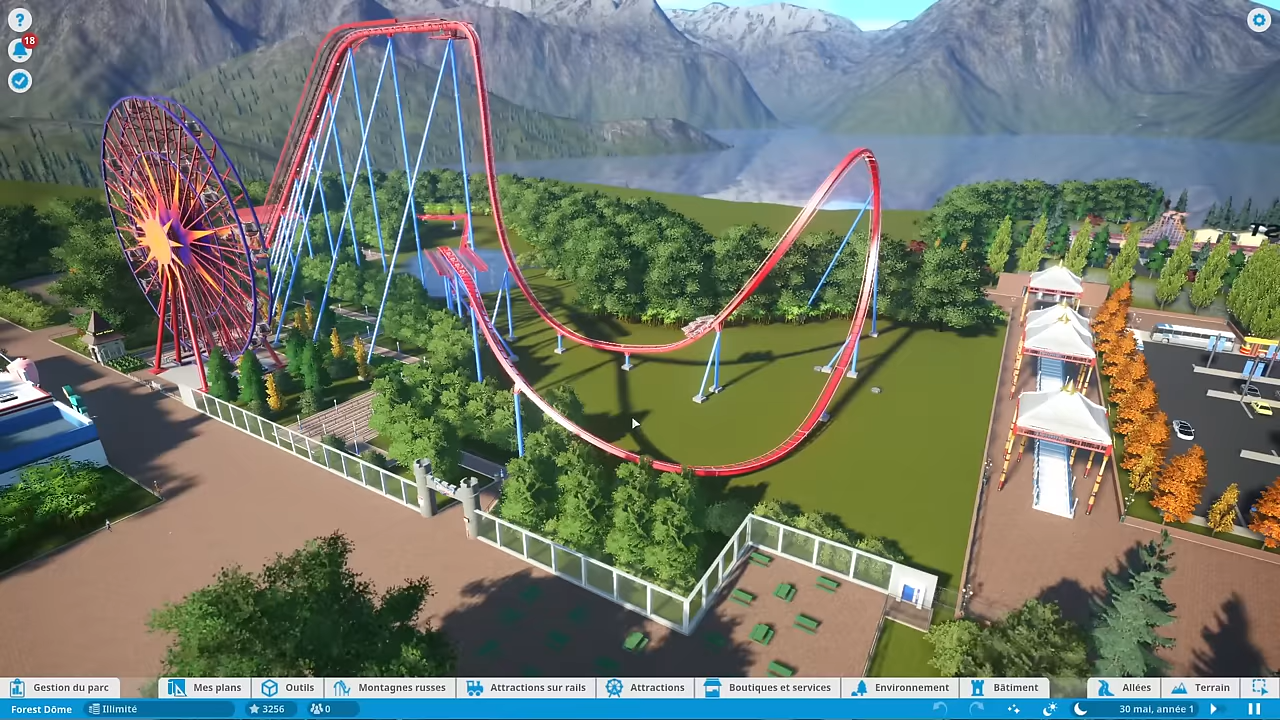 ?
18
Gestion du parc
Mes plans
Outils
Montagnes russes
Attractions sur rails
Attractions
Boutiques et services
Environnement
Bâtiment
Allées
Terrain
Forest Dôme
Illimité
3256
0
30 mai, année 1